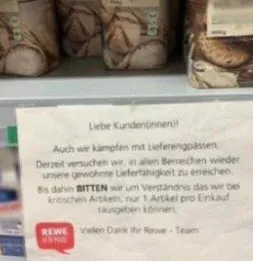 Liebe Kunden(innen)!
Auch wir kämpfen mit Lieferengpässen.
Derzeit versuchen wir, in allen Berreichen wieder
unsere gewohnte Lieferfähigkeit zu erreichen.
Bis dahin BITTEN wir um Verständnis das wir bei
kritischen Artikeln, nur 1 Artikel pro Einkauf
rausgeben können.
REWE
Vielen Dank Ihr Rewe - Team